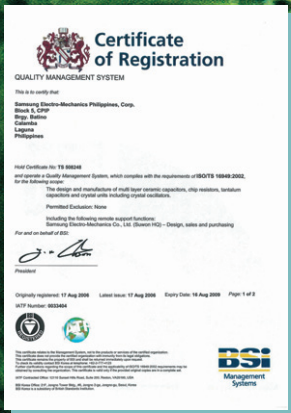 Certificate
of Registration
QUALITY MANAGEMENT SYSTEM
This is to certify that:
Samsung Electro-Mechanics Philippines, Corp.
Block 5, CPIP
Brgy. Batino
Calamba
Laguna
Philippines
Hold Certificate No: TS
and operate a Quality Management System, which complies with the requirements of ISO/TS 16949:2002,
for the following scope:
The design and manufacture of multi layer ceramic capacitors, chip resistors, tantalum
capacitors and crystal units including crystal oscillators.
Permitted Exclusion: None
Including the following remote support functions:
Samsung Electro-Mechanics Co., Ltd. (Suwon HQ) – Design, sales and purchasing
For and on behalf of BSI:
President
Originally registered: 17 Aug 2006 Latest Issue: 17 Aug 2006 Expiry Date: 16 Aug 2009 Page: 1 of 2
IATF Number: 0032404
BSI
Management
Systems